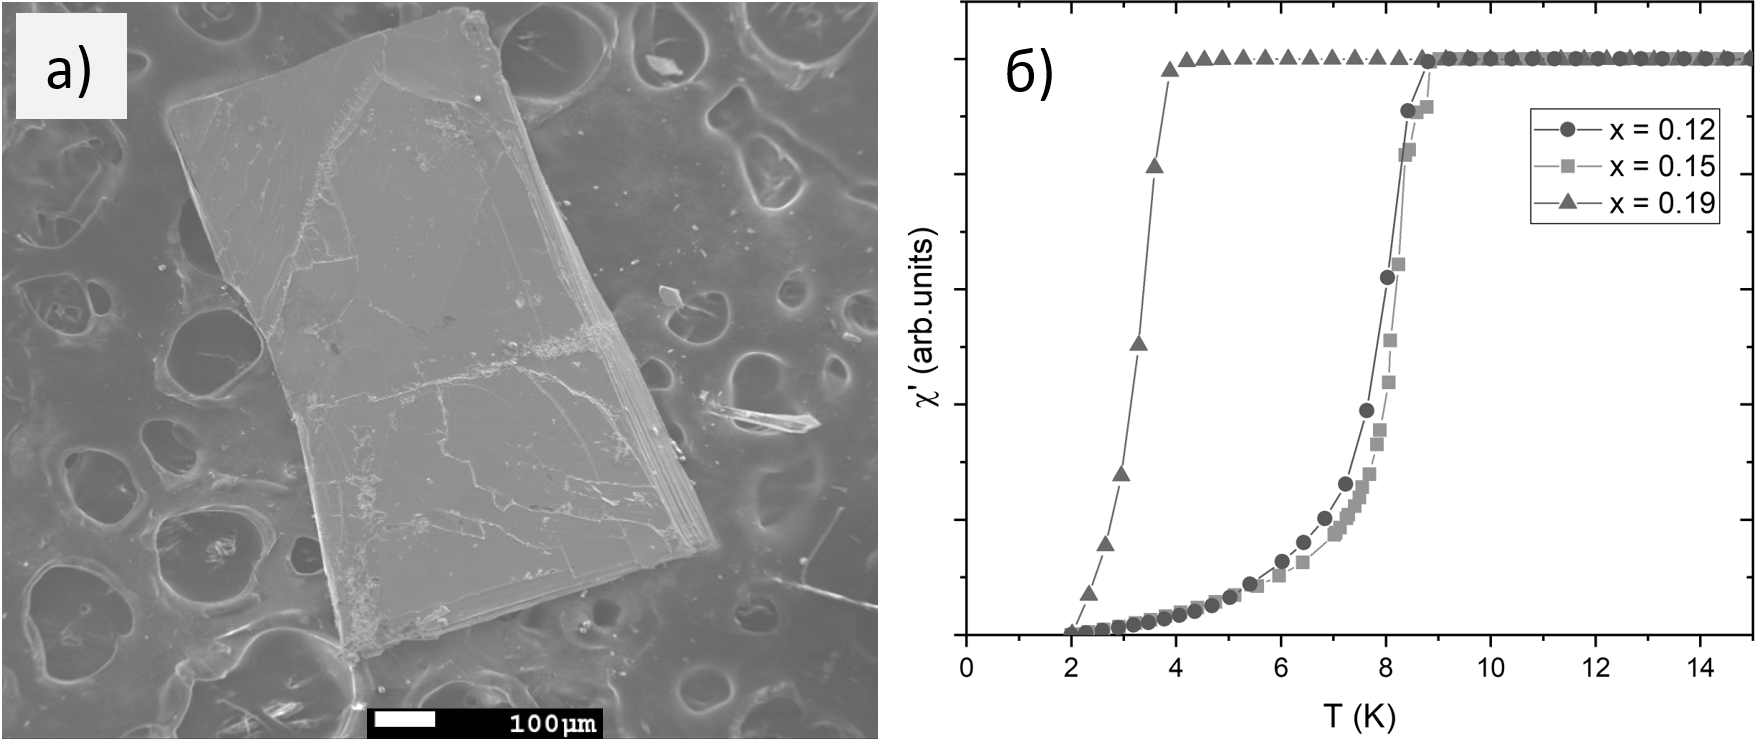 а)
100μm
б)
χ' (arb.units)
x = 0.12
x = 0.15
x = 0.19
0 2 4 6 8 10 12 14
T (K)